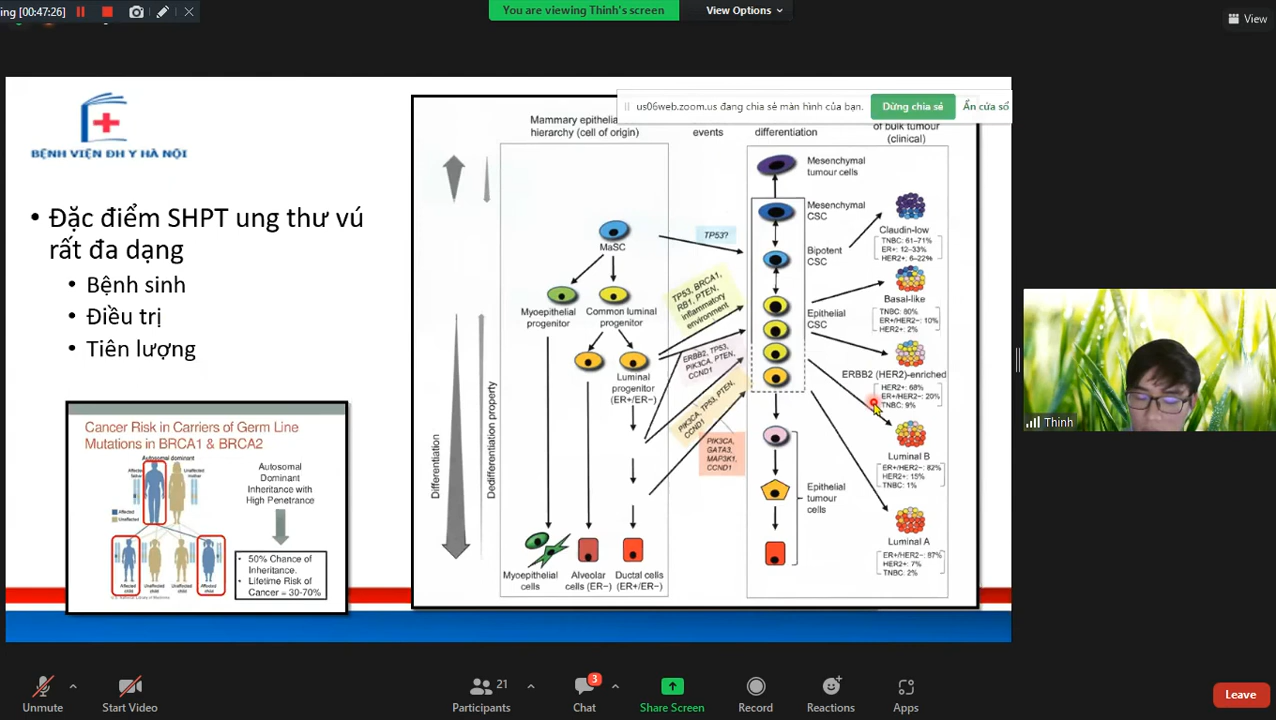 ing [00:47:26]
You are viewing Thinh's screen
View Options
View
us06web.zoom.us đang chia sẻ màn hình của bạn.
Dừng chia sẻ
Ẩn cửa sổ
BỆNH VIỆN ĐH Y HÀ NỘI
• Đặc điểm SHPT ung thư vú
rất đa dạng
• Bệnh sinh
• Điều trị
• Tiên lượng
Cancer Risk in Carriers of Germ Line
Mutations in BRCA1 & BRCA2
Autosomal dominant
Affected
father
Unaffected
mother
Affected
Unaffected
Affected
child
Unaffected
child
Unaffected
child
Affected
child
U.S. National Library of Medicine
Autosomal
Dominant
Inheritance with
High Penetrance
• 50% Chance of
Inheritance.
• Lifetime Risk of
Cancer = 30-70%
Mammary epithelial
hierarchy (cell of origin)
events
differentiation
of bulk tumour
(clinical)
Differentiation
Dedifferentiation property
MaSC
Myoepithelial
progenitor
Common luminal
progenitor
Luminal
progenitor
(ER+/ER−)
Myoepithelial
cells
Alveolar
cells (ER−)
Ductal cells
(ER+/ER−)
TP53?
TP53, BRCA1,
RB1, PTEN,
inflammatory
environment
ERBB2, TP53,
PIK3CA, PTEN,
CCND1
PIK3CA, TP53, PTEN,
CCND1
PIK3CA,
GATA3,
MAP3K1,
CCND1
Mesenchymal
tumour cells
Mesenchymal
CSC
Bipotent
CSC
Epithelial
CSC
Epithelial
tumour
cells
Claudin-low
TNBC: 61–71%
ER+: 12–33%
HER2+: 6–22%
Basal-like
TNBC: 80%
ER+/HER2−: 10%
HER2+: 2%
ERBB2 (HER2)-enriched
HER2+: 68%
ER+/HER2−: 20%
TNBC: 9%
Luminal B
ER+/HER2−: 82%
HER2+: 15%
TNBC: 1%
Luminal A
ER+/HER2−: 87%
HER2+: 7%
TNBC: 2%
Thinh
Unmute
Start Video
21
Participants
3
Chat
Share Screen
Record
Reactions
Apps
Leave